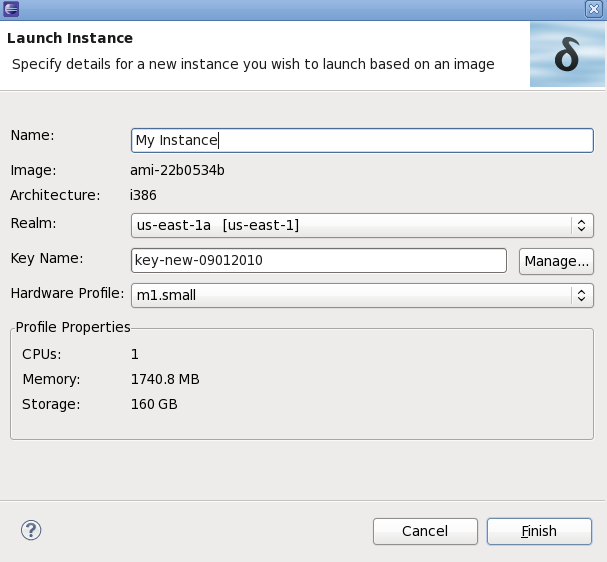 Launch Instance
Specify details for a new instance you wish to launch based on an image
δ
Name: My Instance
Image: ami-22b0534b
Architecture: i386
Realm: us-east-1a [us-east-1]
Key Name: key-new-09012010 Manage...
Hardware Profile: m1.small
Profile Properties
CPUs: 1
Memory: 1740.8 MB
Storage: 160 GB
? Cancel Finish